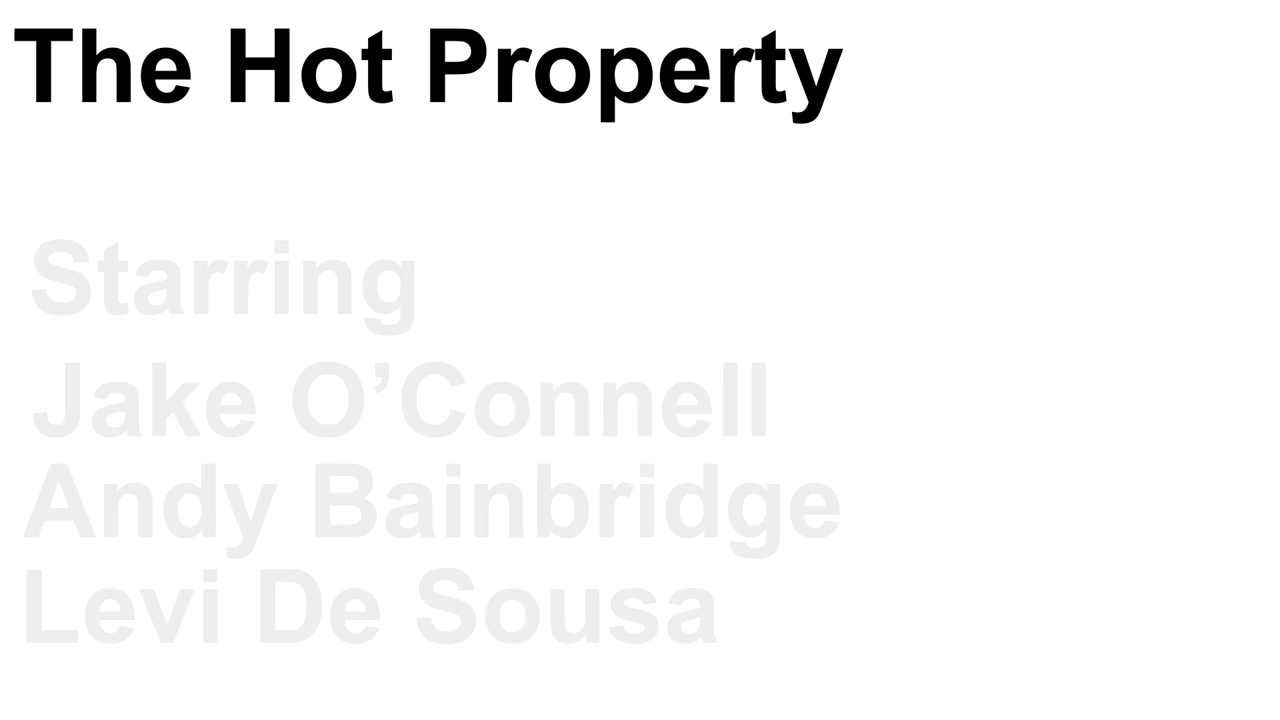 The Hot Property
Starring
Jake O’Connell
Andy Bainbridge
Levi De Sousa